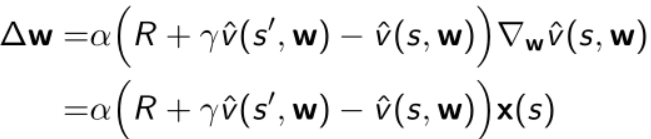 Δw =α(R + γv̂(s′, w) − v̂(s, w))∇_w v̂(s, w)
=α(R + γv̂(s′, w) − v̂(s, w))x(s)